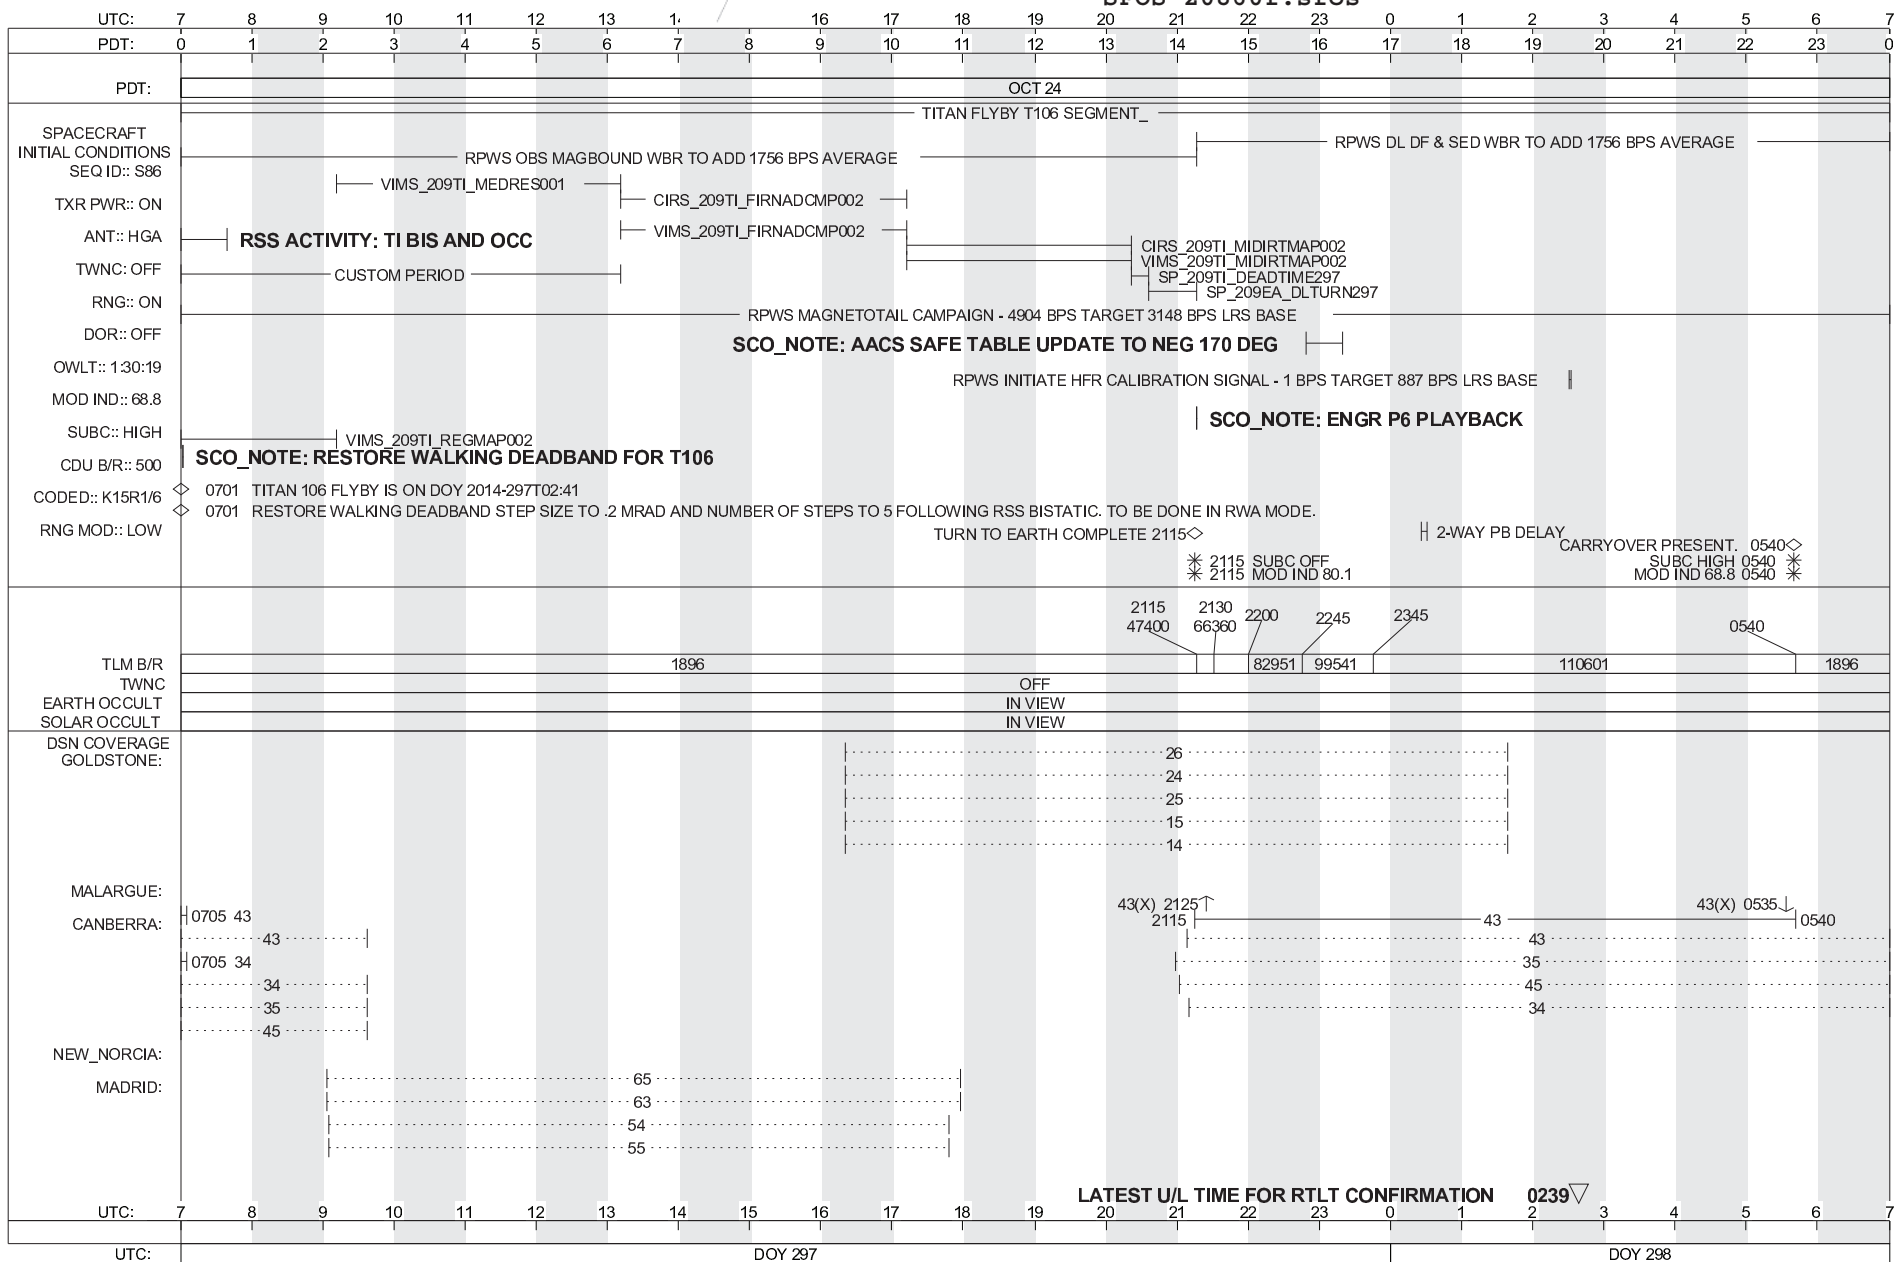 SFOS
UTC: 7 8 9 10 11 12 13 14 16 17 18 19 20 21 22 23 0 1 2 3 4 5 6 7
PDT: 0 1 2 3 4 5 6 7 8 9 10 11 12 13 14 15 16 17 18 19 20 21 22 23 0
PDT: OCT 24
TITAN FLYBY T106 SEGMENT_
SPACECRAFT
INITIAL CONDITIONS
RPWS DL DF & SED WBR TO ADD 1756 BPS AVERAGE
RPWS OBS MAGBOUND WBR TO ADD 1756 BPS AVERAGE
SEQ ID:: S86
VIMS_209TI_MEDRES001
TXR PWR:: ON
CIRS_209TI_FIRNADCMP002
VIMS_209TI_FIRNADCMP002
ANT:: HGA
RSS ACTIVITY: TI BIS AND OCC
CIRS_209TI_MIDIRTMAP002
VIMS_209TI_MIDIRTMAP002
TWNC: OFF
CUSTOM PERIOD
SP_209TI_DEADTIME297
SP_209EA_DLTURN297
RNG:: ON
RPWS MAGNETOTAIL CAMPAIGN - 4904 BPS TARGET 3148 BPS LRS BASE
DOR:: OFF
SCO_NOTE: AACS SAFE TABLE UPDATE TO NEG 170 DEG
OWLT:: 1:30:19
RPWS INITIATE HFR CALIBRATION SIGNAL - 1 BPS TARGET 887 BPS LRS BASE
MOD IND:: 68.8
SCO_NOTE: ENGR P6 PLAYBACK
SUBC:: HIGH
VIMS_209TI_REGMAP002
SCO_NOTE: RESTORE WALKING DEADBAND FOR T106
CDU B/R:: 500
CODED:: K15R1/6
0701 TITAN 106 FLYBY IS ON DOY 2014-297T02:41
0701 RESTORE WALKING DEADBAND STEP SIZE TO .2 MRAD AND NUMBER OF STEPS TO 5 FOLLOWING RSS BISTATIC. TO BE DONE IN RWA MODE.
RNG MOD:: LOW
TURN TO EARTH COMPLETE 2115
2-WAY PB DELAY
CARRYOVER PRESENT. 0540
2115 SUBC OFF
SUBC HIGH 0540
2115 MOD IND 80.1
MOD IND 68.8 0540
2115 2130 2200 2245 2345
47400 66360 0540
TLM B/R 1896 82951 99541 110601 1896
TWNC OFF
EARTH OCCULT IN VIEW
SOLAR OCCULT IN VIEW
DSN COVERAGE
GOLDSTONE:
26
24
25
15
14
MALARGUE:
43(X) 2125 43(X) 0535
CANBERRA:
0705 43 2115 43 0540
43 43
0705 34 35
34 45
35 34
45
NEW_NORCIA:
MADRID:
65
63
54
55
LATEST U/L TIME FOR RTLT CONFIRMATION 0239
UTC: 7 8 9 10 11 12 13 14 15 16 17 18 19 20 21 22 23 0 1 2 3 4 5 6 7
UTC: DOY 297 DOY 298